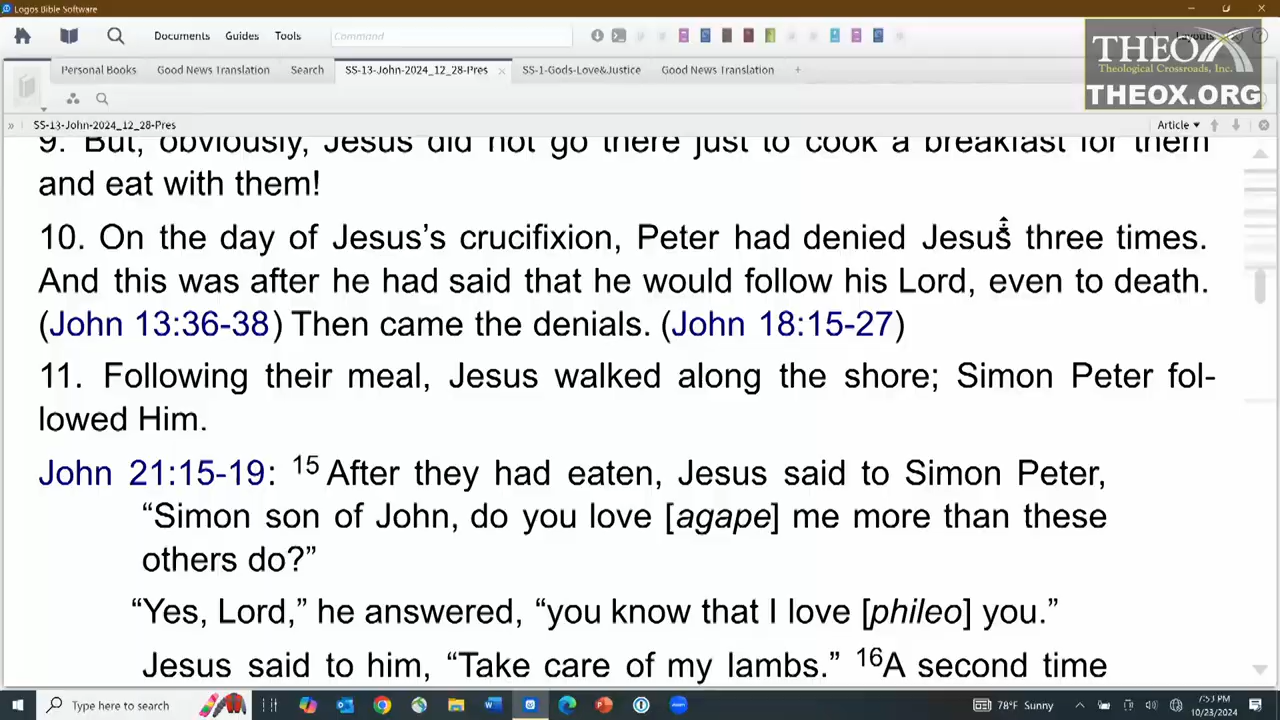 Logos Bible Software
Documents Guides Tools Command Layouts
THEOX
Theological Crossroads, Inc.
THEOX.ORG
Personal Books Good News Translation Search SS-13-John-2024_12_28-Pres SS-1-Gods-Love&Justice Good News Translation
» SS-13-John-2024_12_28-Pres Article
9. But, obviously, Jesus did not go there just to cook a breakfast for them
and eat with them!
10. On the day of Jesus’s crucifixion, Peter had denied Jesus three times.
And this was after he had said that he would follow his Lord, even to death.
(John 13:36-38) Then came the denials. (John 18:15-27)
11. Following their meal, Jesus walked along the shore; Simon Peter fol-
lowed Him.
John 21:15-19: 15 After they had eaten, Jesus said to Simon Peter,
“Simon son of John, do you love [agape] me more than these
others do?”
“Yes, Lord,” he answered, “you know that I love [phileo] you.”
Jesus said to him, “Take care of my lambs.” 16A second time
Type here to search 78°F Sunny 7:53 PM
10/23/2024